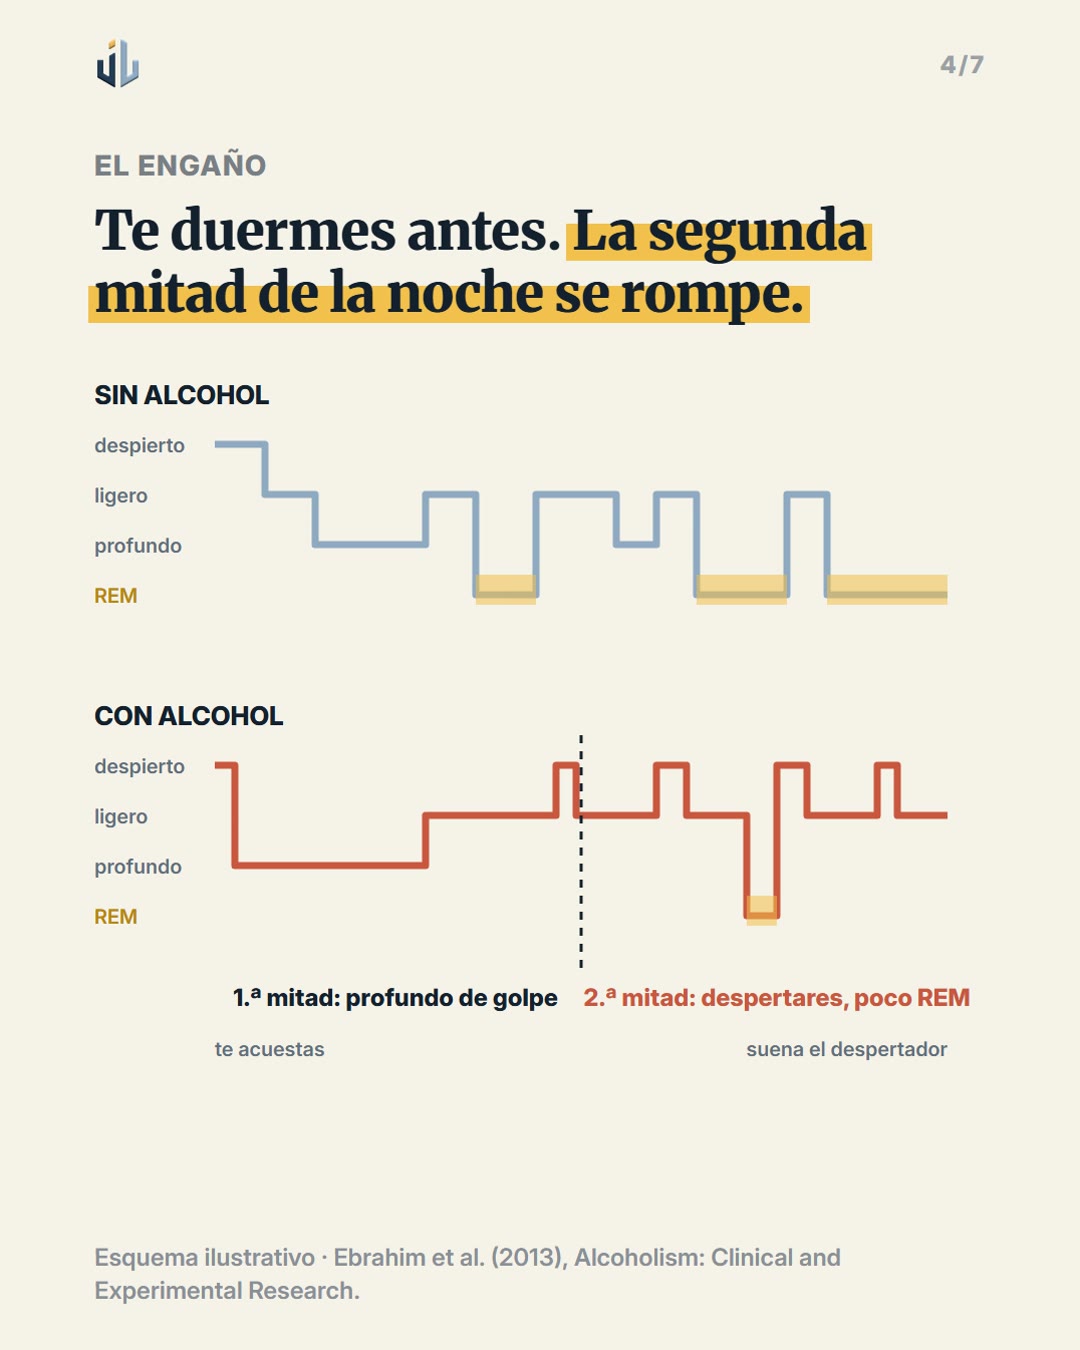 4/7
EL ENGAÑO
Te duermes antes. La segunda
mitad de la noche se rompe.
SIN ALCOHOL
despierto
ligero
profundo
REM
CON ALCOHOL
despierto
ligero
profundo
REM
1.ª mitad: profundo de golpe
2.ª mitad: despertares, poco REM
te acuestas
suena el despertador
Esquema ilustrativo · Ebrahim et al. (2013), Alcoholism: Clinical and
Experimental Research.